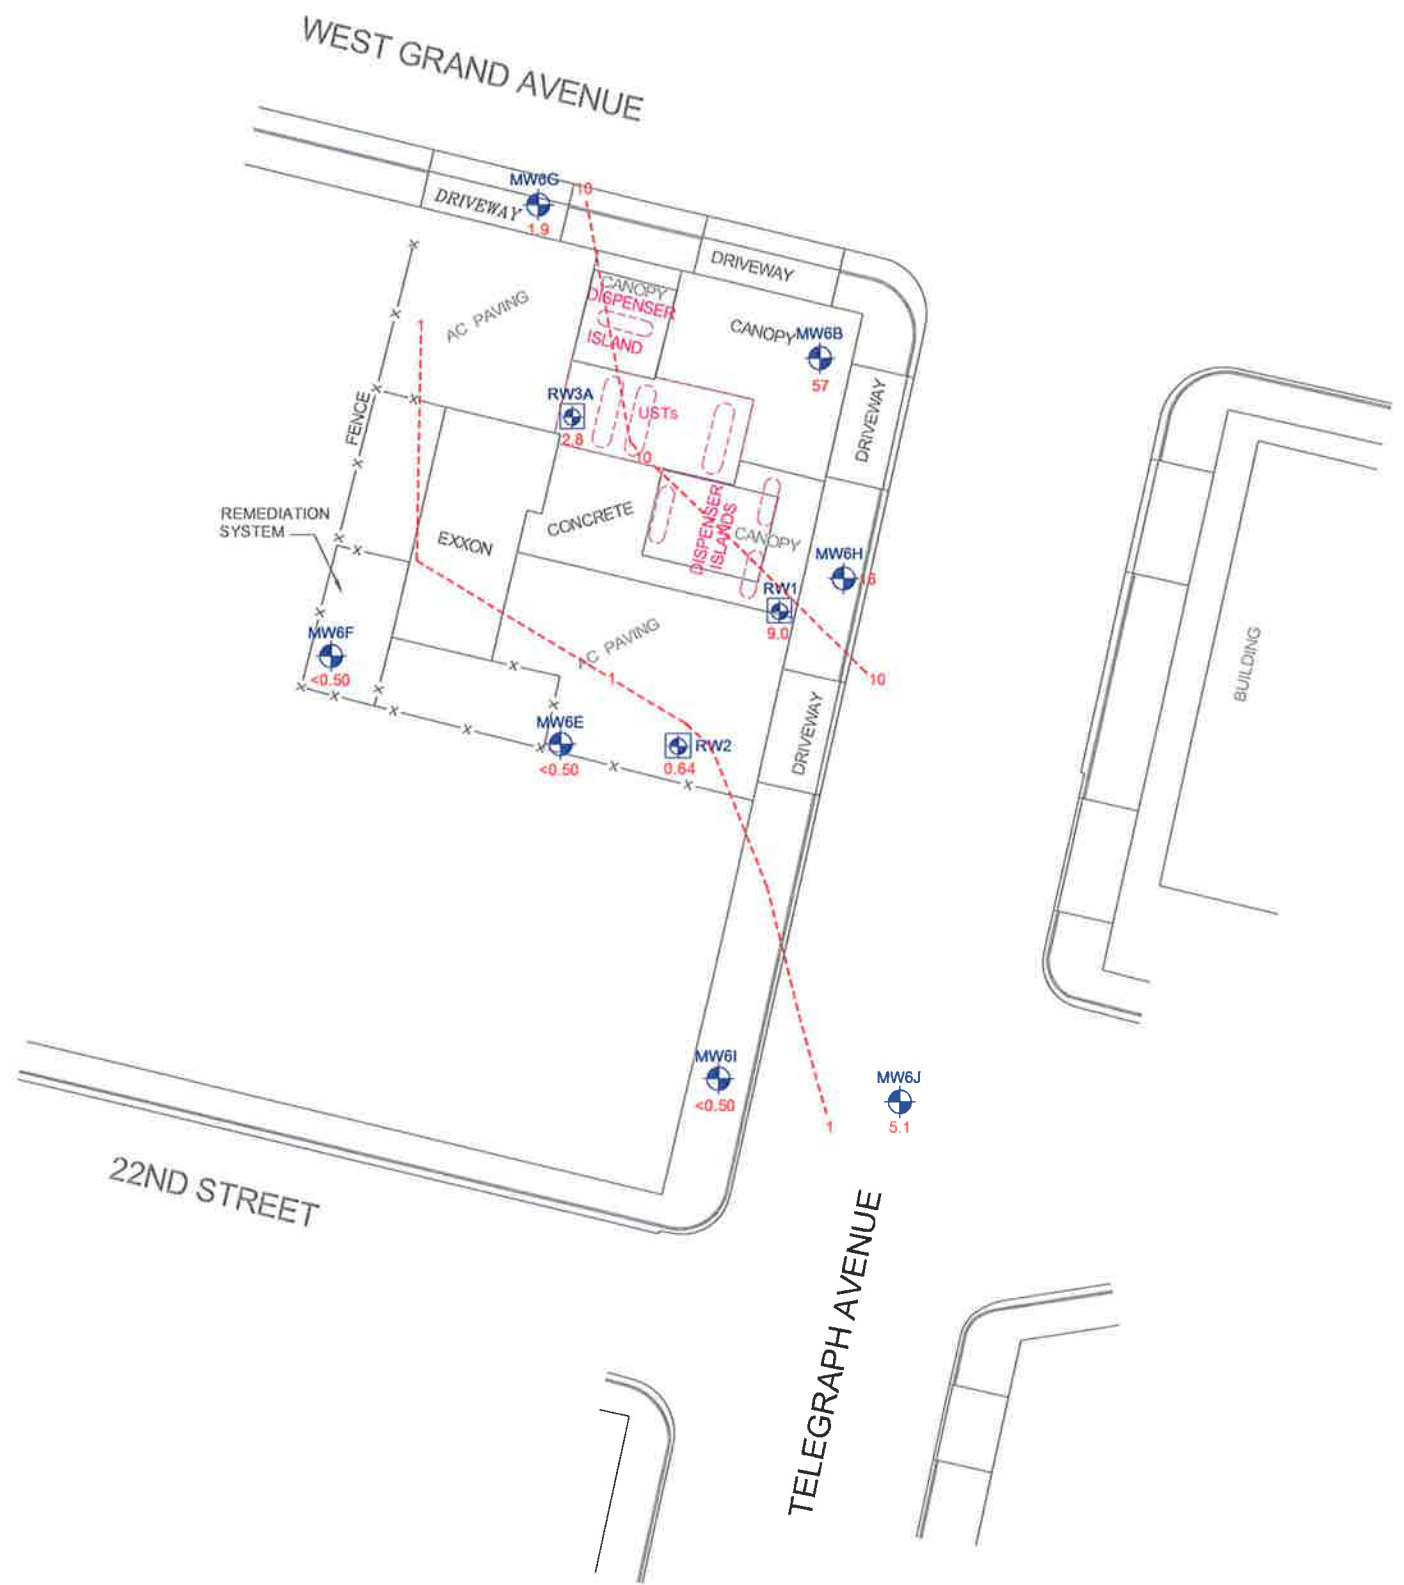 WEST GRAND AVENUE
MW6G
10
DRIVEWAY
1.9
DRIVEWAY
CANOPY
DISPENSER
ISLAND
AC PAVING
1
CANOPY
MW6B
57
DRIVEWAY
FENCE
RW3A
2.8
USTs
10
REMEDIATION
SYSTEM
EXXON
CONCRETE
DISPENSER
ISLANDS
CANOPY
MW6H
16
RW1
9.0
MW6F
<0.50
AC PAVING
1
10
BUILDING
MW6E
<0.50
RW2
0.64
DRIVEWAY
MW6I
<0.50
MW6J
5.1
1
22ND STREET
TELEGRAPH AVENUE